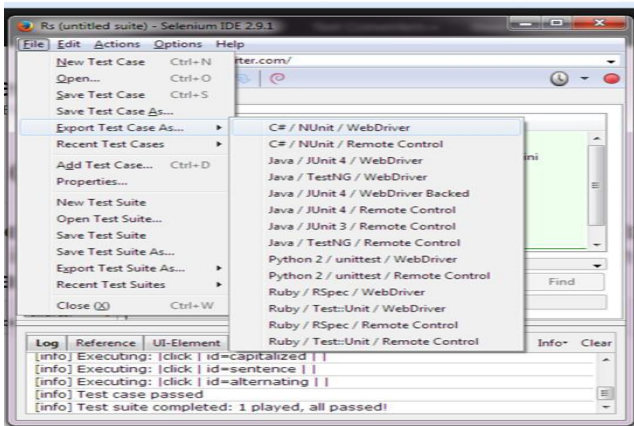 Rs (untitled suite) - Selenium IDE 2.9.1
File Edit Actions Options Help
rter.com/
New Test Case Ctrl+N
Open... Ctrl+O
Save Test Case Ctrl+S
Save Test Case As...
Export Test Case As...
Recent Test Cases
Add Test Case... Ctrl+D
Properties...
New Test Suite
Open Test Suite...
Save Test Suite
Save Test Suite As...
Export Test Suite As...
Recent Test Suites
Close (X) Ctrl+W
C# / NUnit / WebDriver
C# / NUnit / Remote Control
Java / JUnit 4 / WebDriver
Java / TestNG / WebDriver
Java / JUnit 4 / WebDriver Backed
Java / JUnit 4 / Remote Control
Java / JUnit 3 / Remote Control
Java / TestNG / Remote Control
Python 2 / unittest / WebDriver
Python 2 / unittest / Remote Control
Ruby / RSpec / WebDriver
Ruby / Test::Unit / WebDriver
Ruby / RSpec / Remote Control
Ruby / Test::Unit / Remote Control
ini
Find
Log Reference UI-Element Info Clear
[info] Executing: |click | id=capitalized | |
[info] Executing: |click | id=sentence | |
[info] Executing: |click | id=alternating | |
[info] Test case passed
[info] Test suite completed: 1 played, all passed!